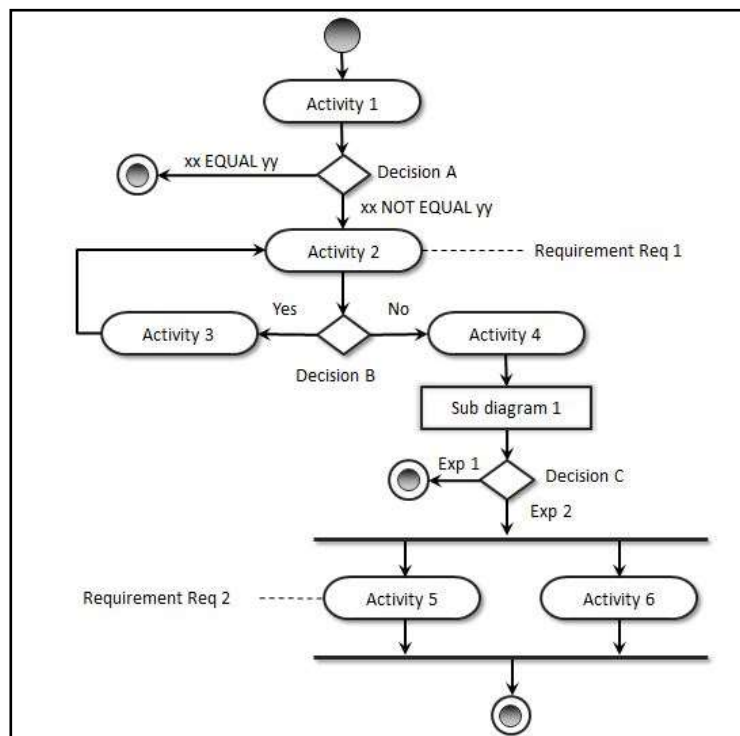 Activity 1
xx EQUAL yy
Decision A
xx NOT EQUAL yy
Activity 2
Requirement Req 1
Yes
No
Activity 3
Activity 4
Decision B
Sub diagram 1
Exp 1
Decision C
Exp 2
Requirement Req 2
Activity 5
Activity 6